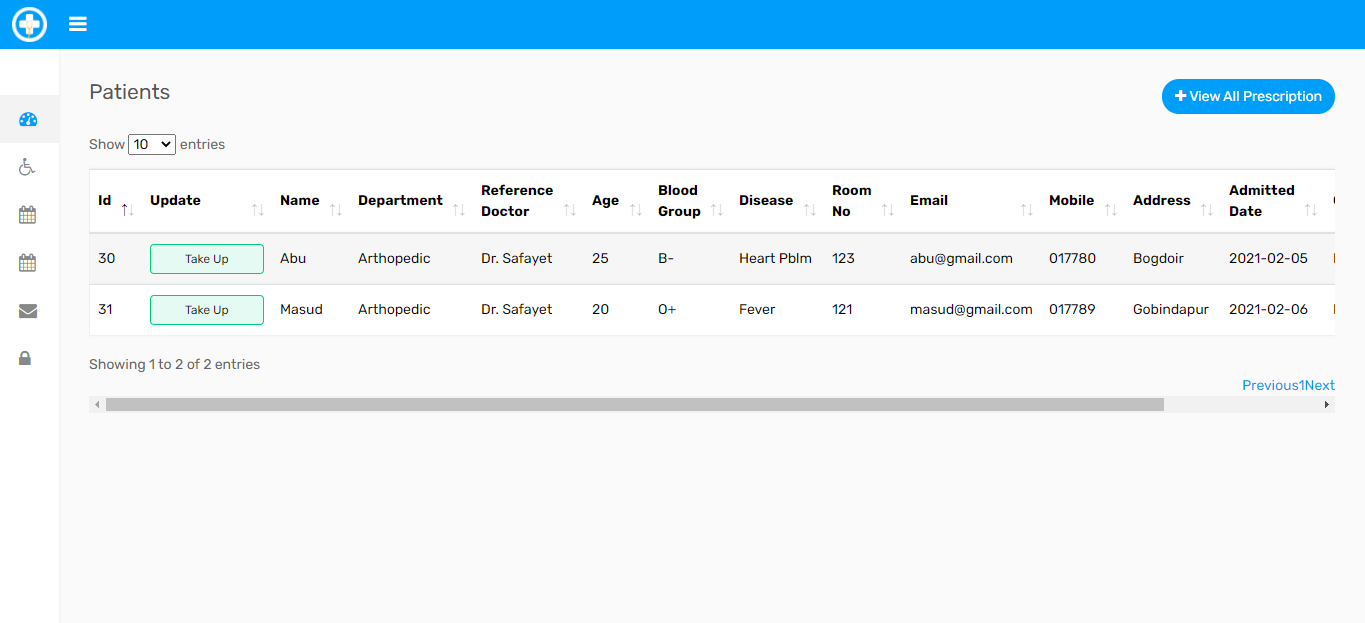 Patients
View All Prescription
Show 10 entries
Id Update Name Department Reference Doctor Age Blood Group Disease Room No Email Mobile Address Admitted Date
30 Take Up Abu Arthopedic Dr. Safayet 25 B- Heart Pblm 123 abu@gmail.com 017780 Bogdoir 2021-02-05
31 Take Up Masud Arthopedic Dr. Safayet 20 O+ Fever 121 masud@gmail.com 017789 Gobindapur 2021-02-06
Showing 1 to 2 of 2 entries
Previous1Next